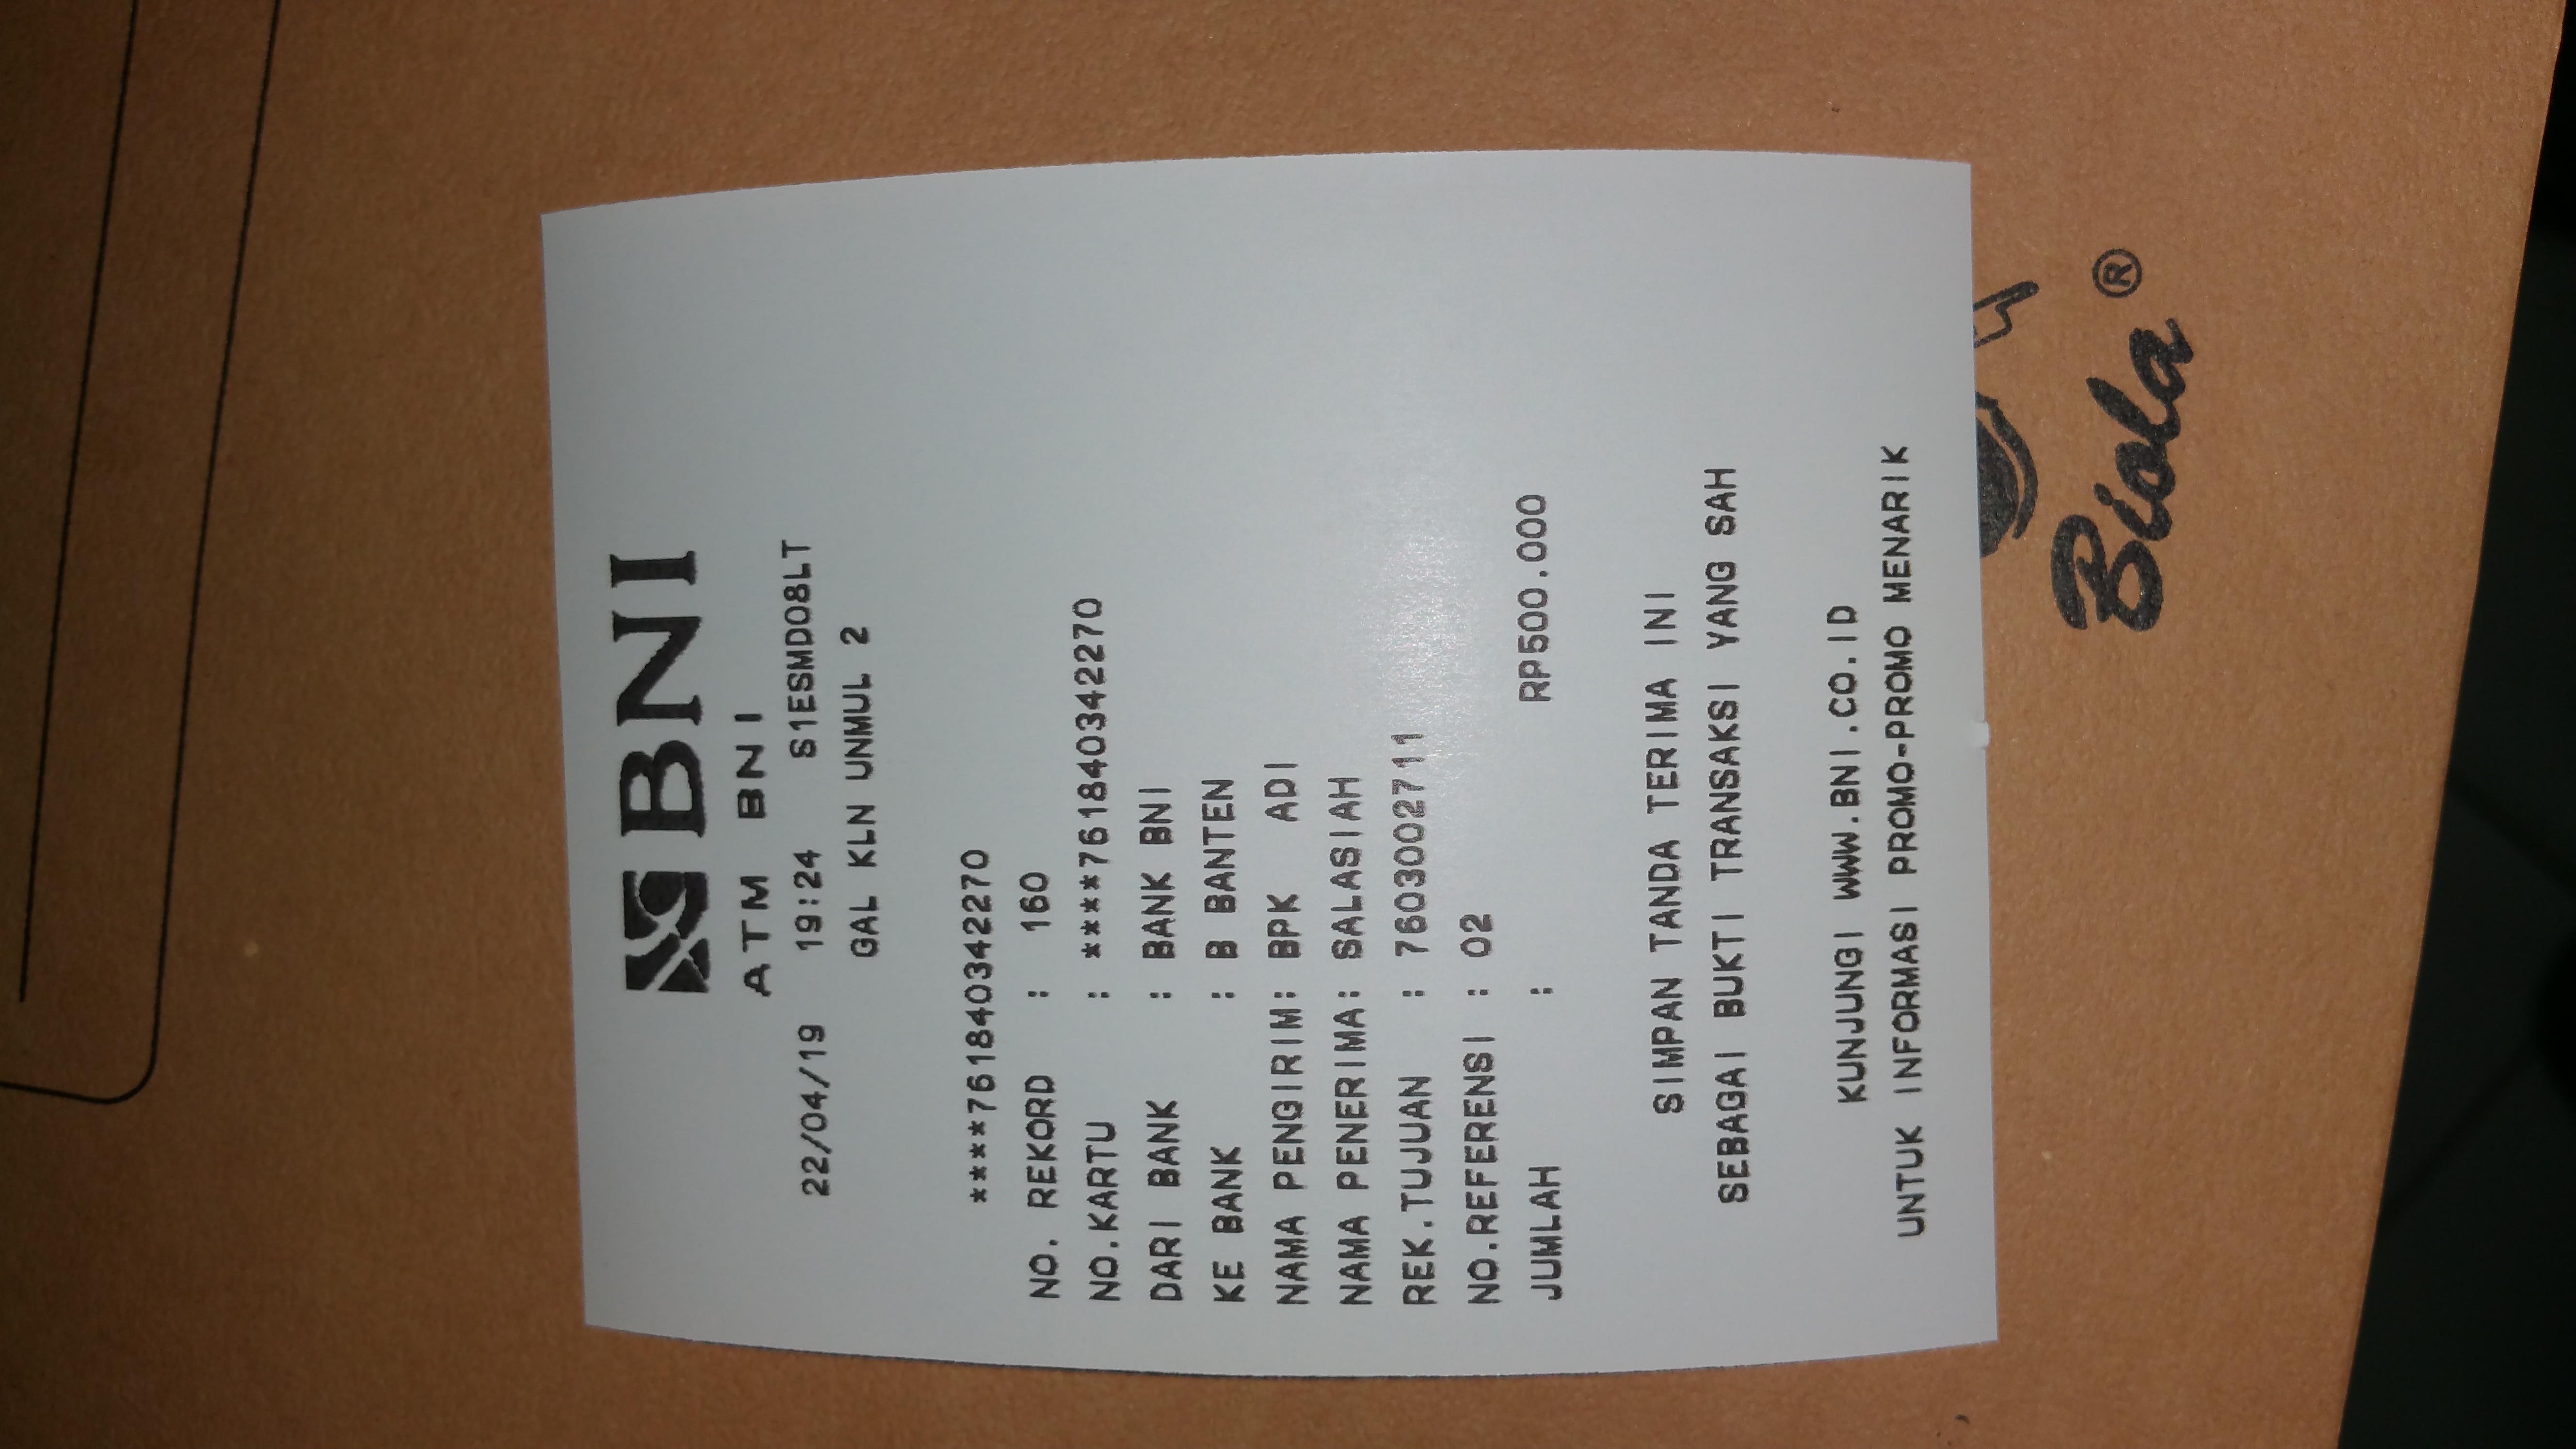 BNI
ATM BNI
22/04/19 19:24 S1ESMD08LT
GAL KLN UNMUL 2
****7618403422​70
NO. REKORD : 160
NO.KARTU : ****761840342270
DARI BANK : BANK BNI
KE BANK : B BANTEN
NAMA PENGIRIM: BPK ADI
NAMA PENERIMA: SALASIAH
REK.TUJUAN : 7603002711
NO.REFERENSI : 02
JUMLAH : RP500.000
SIMPAN TANDA TERIMA INI
SEBAGAI BUKTI TRANSAKSI YANG SAH
KUNJUNGI WWW.BNI.CO.ID
UNTUK INFORMASI PROMO-PROMO MENARIK
Biola ®